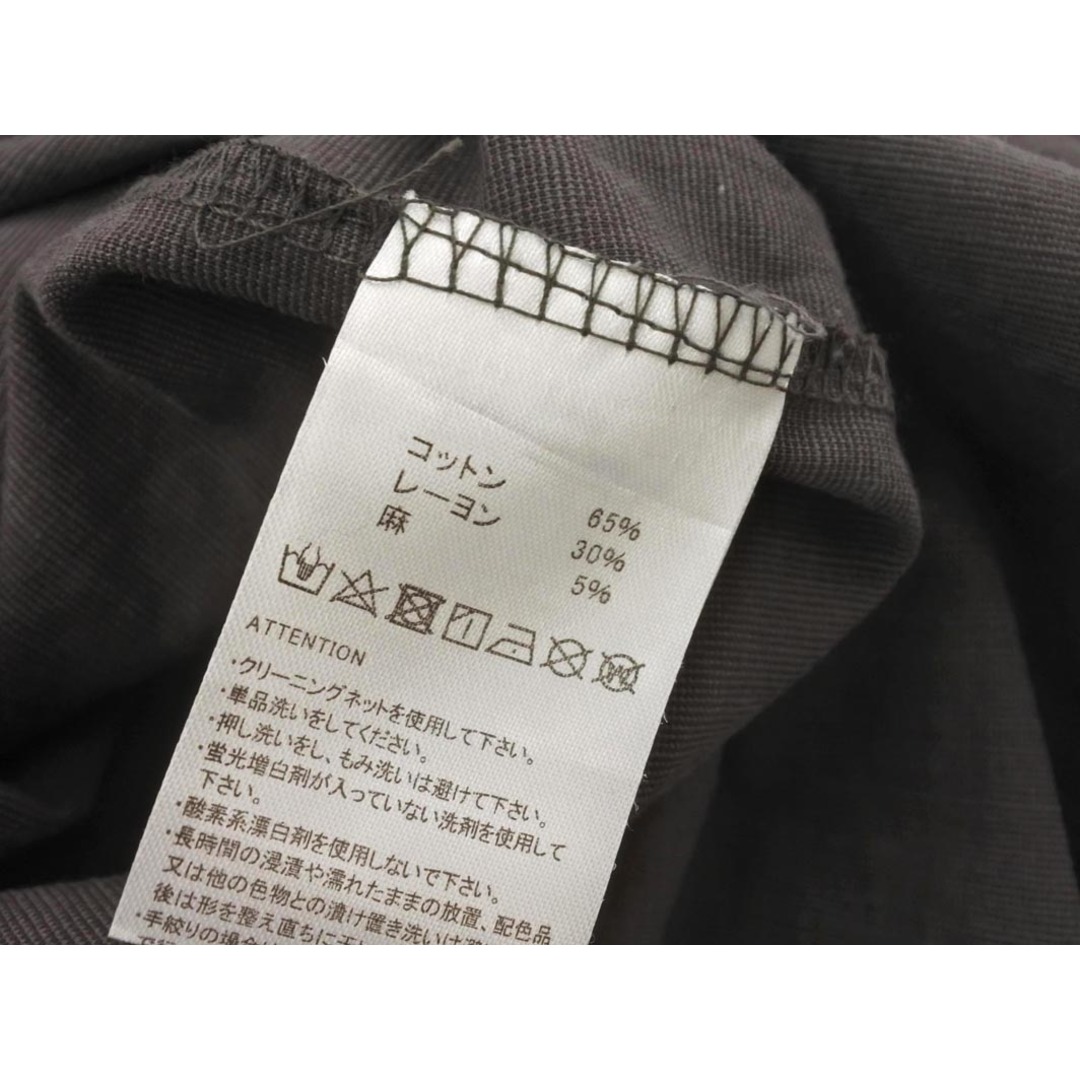 コットン 65%
レーヨン 30%
麻 5%
ATTENTION
・クリーニングネットを使用して下さい。
・単品洗いをしてください。
・押し洗いをし、もみ洗いは避けて下さい。
・蛍光増白剤が入っていない洗剤を使用して
下さい。
・酸素系漂白剤を使用しないで下さい。
・長時間の浸漬や濡れたままの放置、配色品
又は他の色物との漬け置き洗いは
後は形を整え直ちに
・手絞りの場合